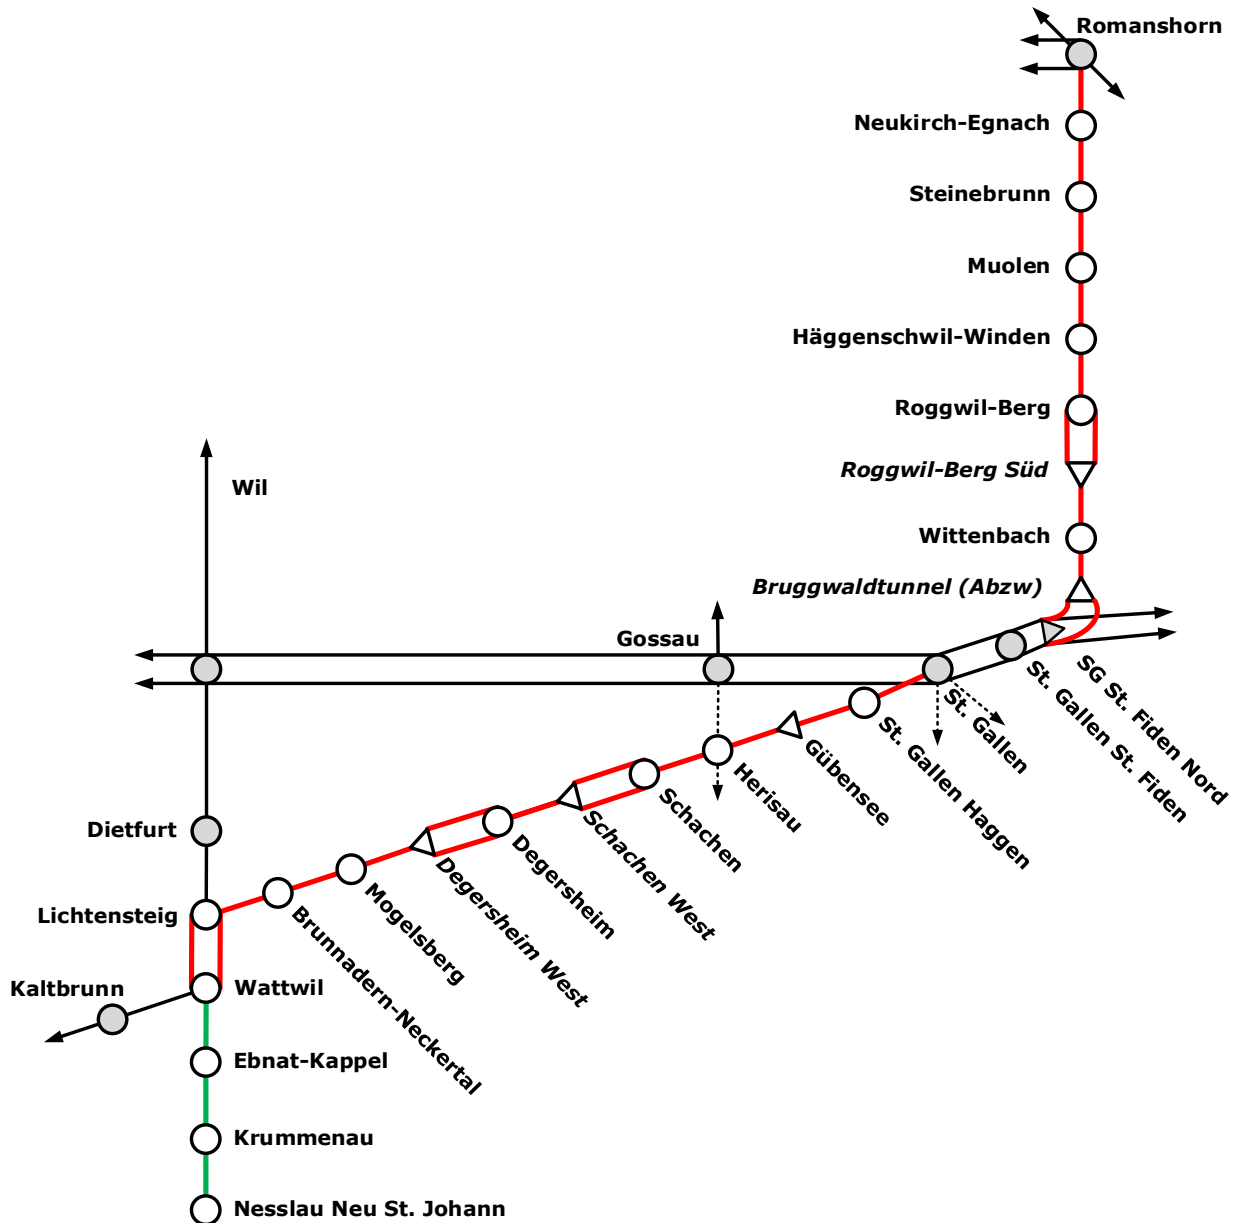 Romanshorn
Neukirch-Egnach
Steinebrunn
Muolen
Häggenschwil-Winden
Roggwil-Berg
Roggwil-Berg Süd
Wil
Wittenbach
Bruggwaldtunnel (Abzw)
Gossau
SG St. Fiden Nord
St. Gallen St. Fiden
St. Gallen
St. Gallen Haggen
Gübensee
Herisau
Schachen
Schachen West
Degersheim
Degersheim West
Mogelsberg
Brunnadern-Neckertal
Dietfurt
Lichtensteig
Kaltbrunn
Wattwil
Ebnat-Kappel
Krummenau
Nesslau Neu St. Johann